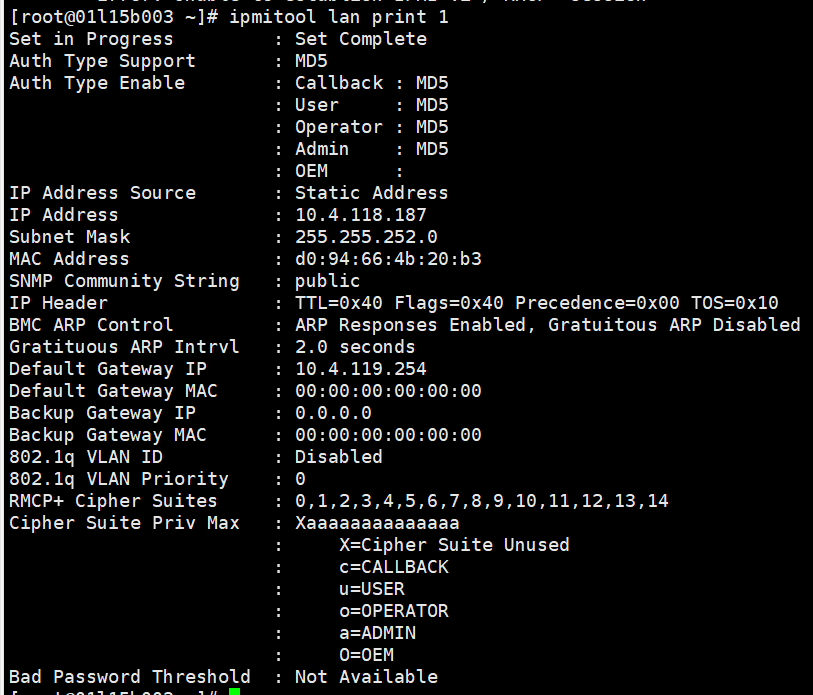 [root@01l15b003 ~]# ipmitool lan print 1
Set in Progress         : Set Complete
Auth Type Support       : MD5
Auth Type Enable        : Callback : MD5
                        : User     : MD5
                        : Operator : MD5
                        : Admin    : MD5
                        : OEM      :
IP Address Source       : Static Address
IP Address              : 10.4.118.187
Subnet Mask             : 255.255.252.0
MAC Address             : d0:94:66:4b:20:b3
SNMP Community String   : public
IP Header               : TTL=0x40 Flags=0x40 Precedence=0x00 TOS=0x10
BMC ARP Control         : ARP Responses Enabled, Gratuitous ARP Disabled
Gratituous ARP Intrvl   : 2.0 seconds
Default Gateway IP      : 10.4.119.254
Default Gateway MAC     : 00:00:00:00:00:00
Backup Gateway IP       : 0.0.0.0
Backup Gateway MAC      : 00:00:00:00:00:00
802.1q VLAN ID          : Disabled
802.1q VLAN Priority    : 0
RMCP+ Cipher Suites     : 0,1,2,3,4,5,6,7,8,9,10,11,12,13,14
Cipher Suite Priv Max   : Xaaaaaaaaaaaaaa
                        :     X=Cipher Suite Unused
                        :     c=CALLBACK
                        :     u=USER
                        :     o=OPERATOR
                        :     a=ADMIN
                        :     O=OEM
Bad Password Threshold  : Not Available